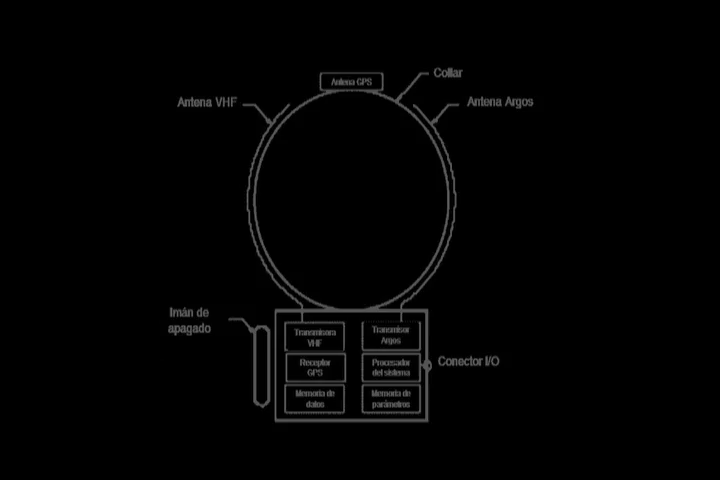 Antena GPS
Collar
Antena VHF
Antena Argos
Imán de
apagado
Transmisora
VHF
Transmisor
Argos
Receptor
GPS
Procesador
del sistema
Conector I/O
Memoria de
datos
Memoria de
parámetros